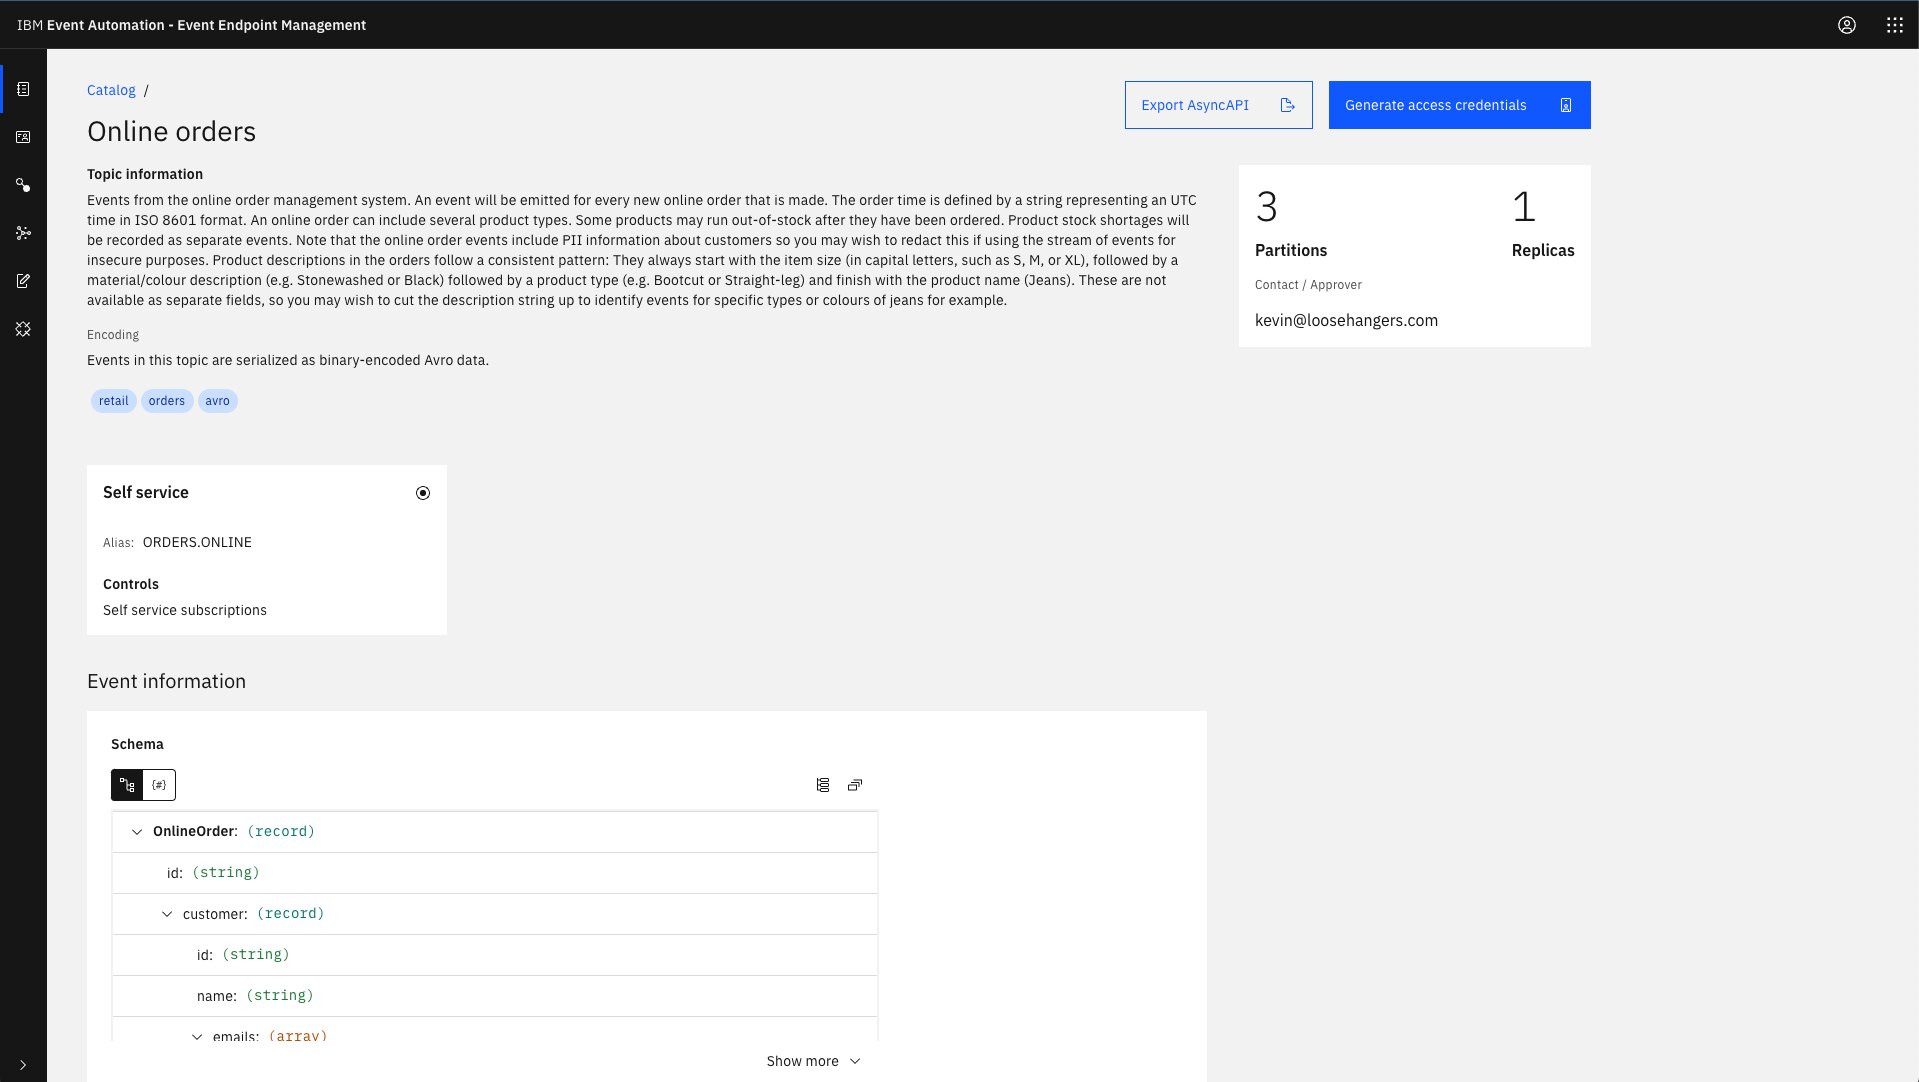 IBM Event Automation - Event Endpoint Management
Catalog /
Online orders
Export AsyncAPI
Generate access credentials
Topic information
Events from the online order management system. An event will be emitted for every new online order that is made. The order time is defined by a string representing an UTC
time in ISO 8601 format. An online order can include several product types. Some products may run out-of-stock after they have been ordered. Product stock shortages will
be recorded as separate events. Note that the online order events include PII information about customers so you may wish to redact this if using the stream of events for
insecure purposes. Product descriptions in the orders follow a consistent pattern: They always start with the item size (in capital letters, such as S, M, or XL), followed by a
material/colour description (e.g. Stonewashed or Black) followed by a product type (e.g. Bootcut or Straight-leg) and finish with the product name (Jeans). These are not
available as separate fields, so you may wish to cut the description string up to identify events for specific types or colours of jeans for example.
Encoding
Events in this topic are serialized as binary-encoded Avro data.
retail orders avro
3 1
Partitions Replicas
Contact / Approver
kevin@loosehangers.com
Self service
Alias: ORDERS.ONLINE
Controls
Self service subscriptions
Event information
Schema
{#}
OnlineOrder: (record)
id: (string)
customer: (record)
id: (string)
name: (string)
emails: (array)
Show more